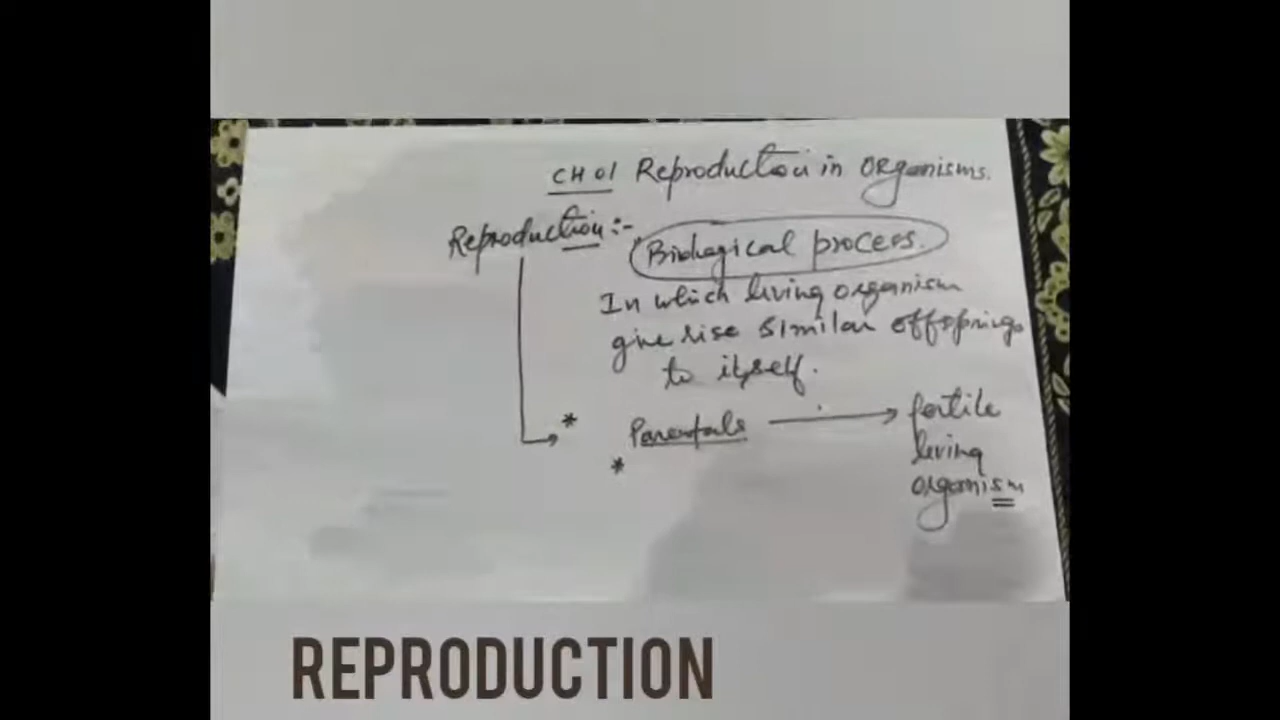 CH 01 Reproduction in Organisms.
Reproduction :-
Biological process.
In which living organism
give rise similar offsprings
to itself.
* Parentals → fertile
living
*
organism
REPRODUCTION